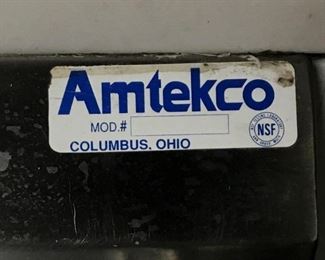 Amtekco
MOD.#
NSF
COLUMBUS, OHIO